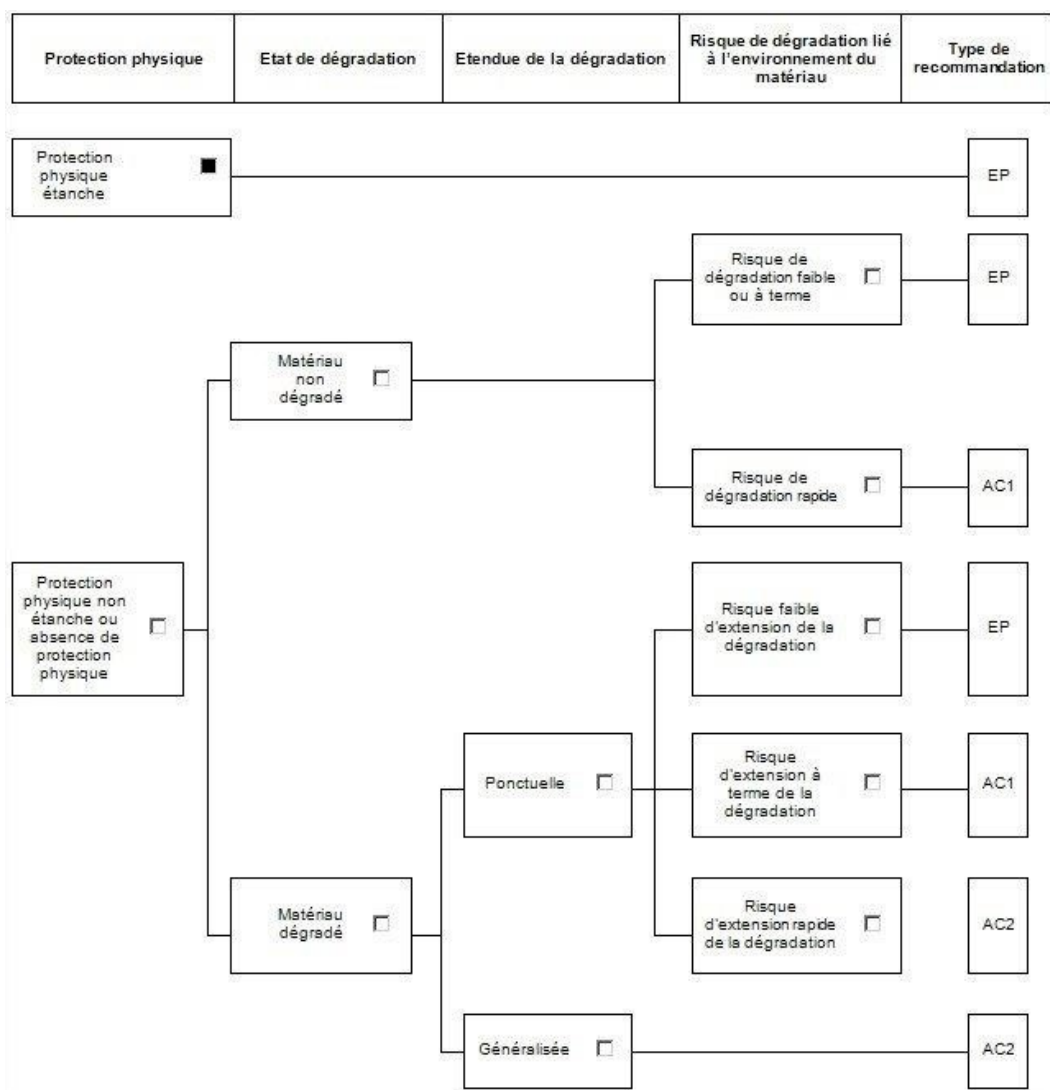 Protection physique
Etat de dégradation
Etendue de la dégradation
Risque de dégradation lié
à l'environnement du
matériau
Type de
recommandation
Protection
physique
étanche
EP
Risque de
dégradation faible
ou à terme
EP
Matériau
non
dégradé
Risque de
dégradation rapide
AC1
Protection
physique non
étanche ou
absence de
protection
physique
Risque faible
d'extension de la
dégradation
EP
Ponctuelle
Risque
d'extension à
terme de la
dégradation
AC1
Matériau
dégradé
Risque
d'extension rapide
de la dégradation
AC2
Généralisée
AC2